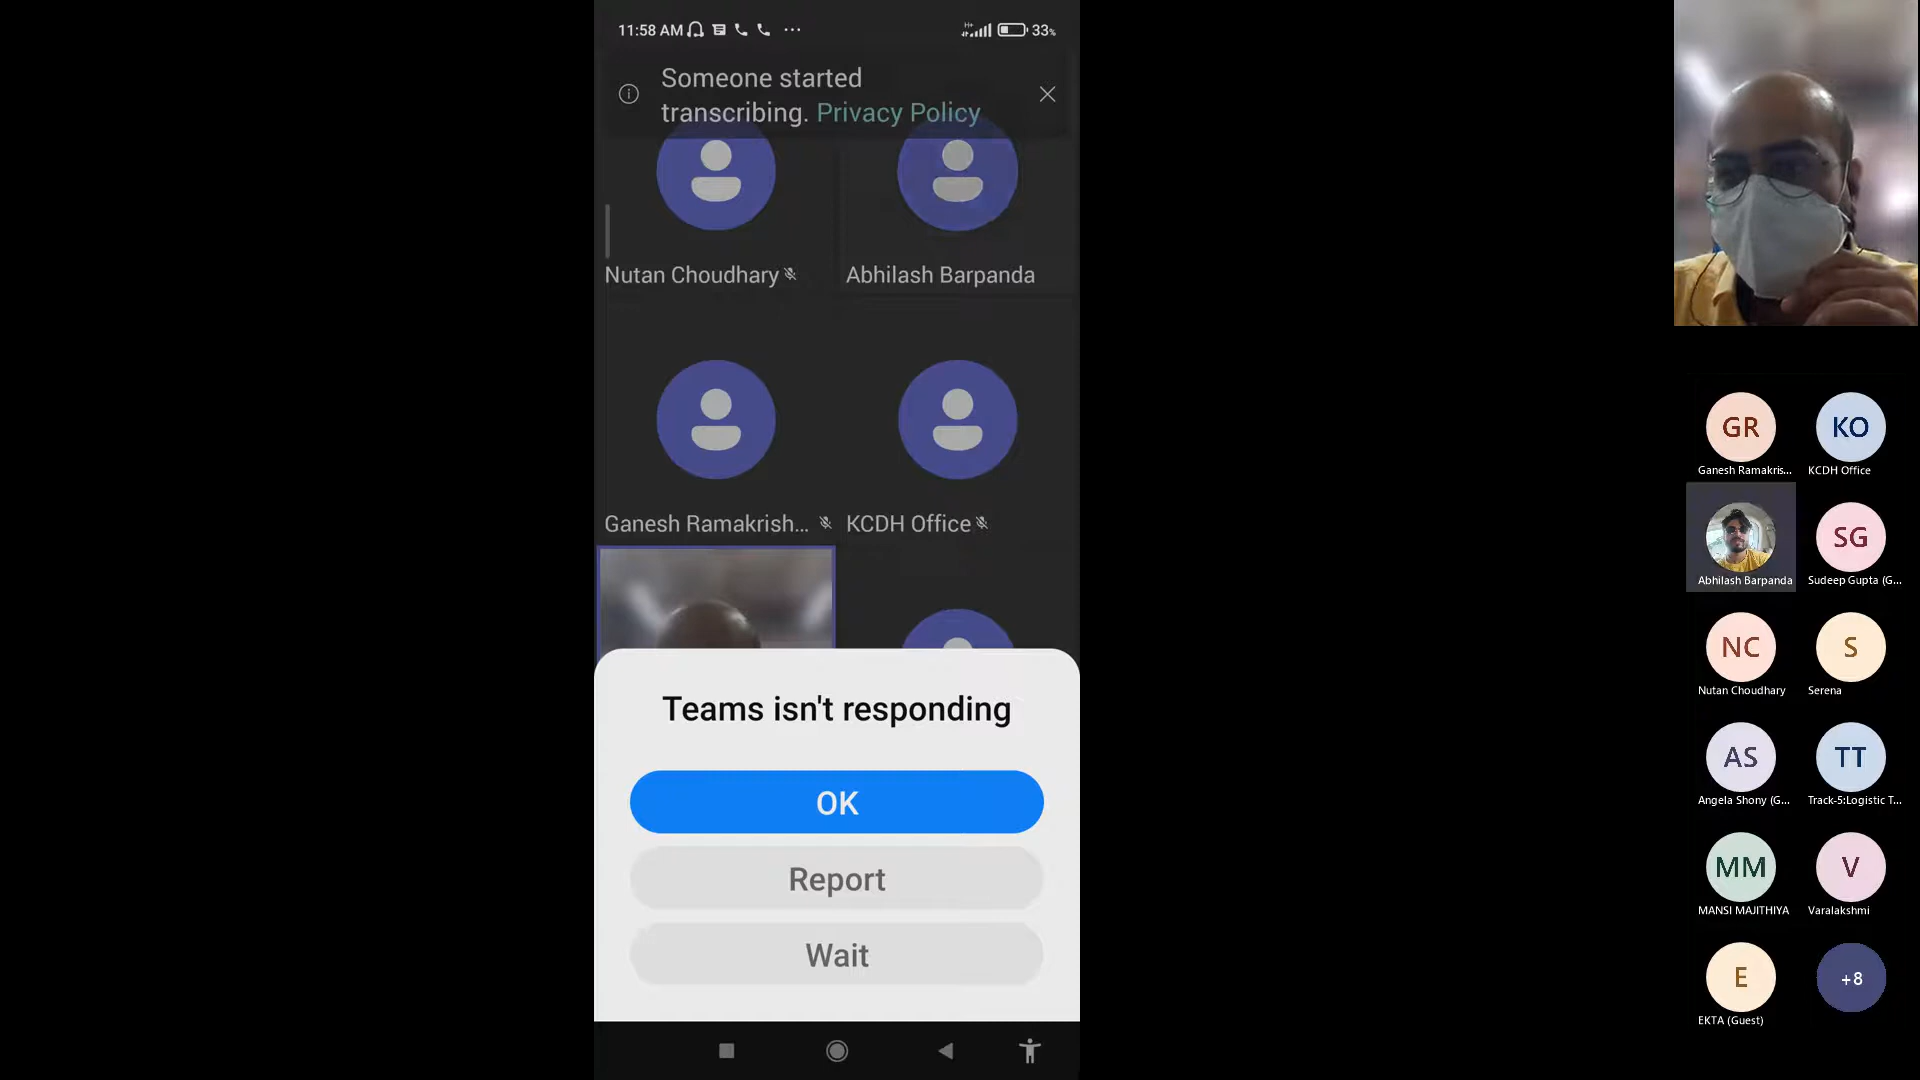 11:58 AM
H+
33%
Someone started
transcribing. Privacy Policy
Nutan Choudhary
Abhilash Barpanda
Ganesh Ramakrish...
KCDH Office
Teams isn't responding
OK
Report
Wait
GR
KO
Ganesh Ramakris...
KCDH Office
SG
Abhilash Barpanda
Sudeep Gupta (G...
NC
S
Nutan Choudhary
Serena
AS
TT
Angela Shony (G...
Track-5:Logistic T...
MM
V
MANSI MAJITHIYA
Varalakshmi
E
+8
EKTA (Guest)